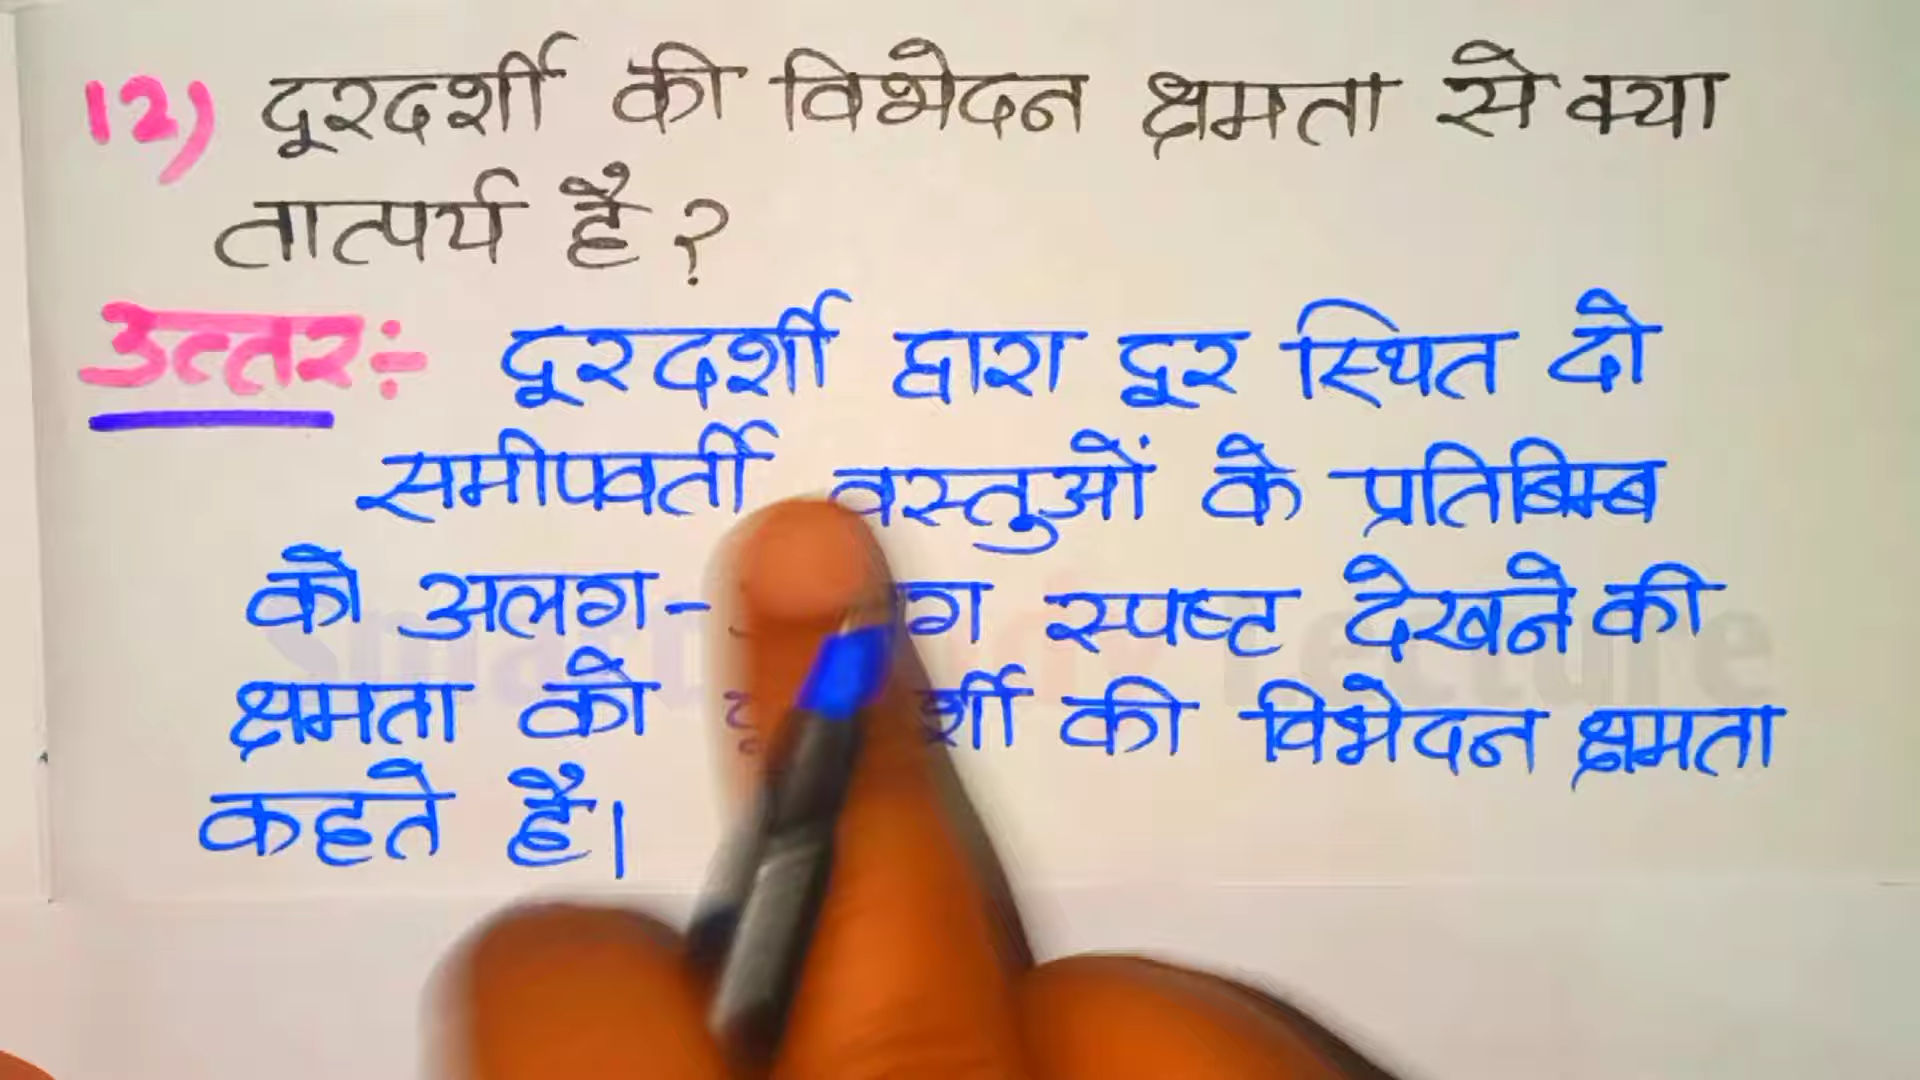 12) दूरदर्शी की विभेदन क्षमता से क्या
तात्पर्य है?
उत्तर:- दूरदर्शी द्वारा दूर स्थित दो
समीपवर्ती वस्तुओं के प्रतिबिम्ब
को अलग- स्पष्ट देखने की
क्षमता को की विभेदन क्षमता
कहते है।